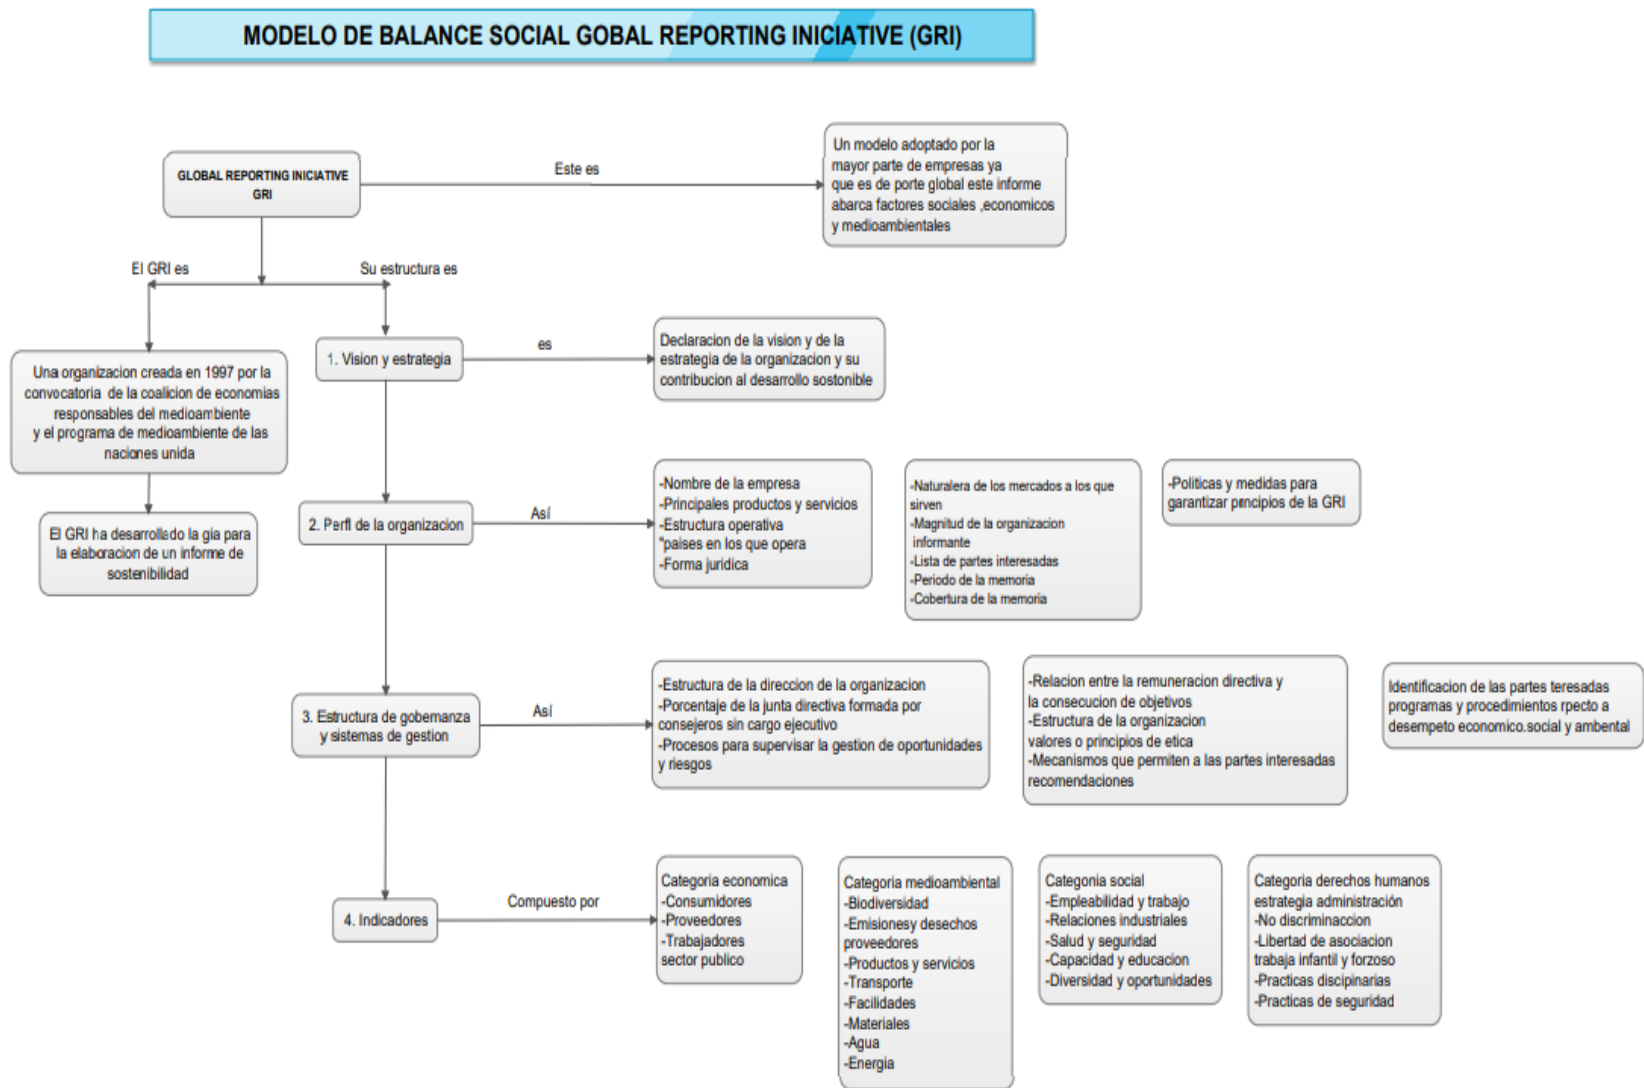 MODELO DE BALANCE SOCIAL GOBAL REPORTING INICIATIVE (GRI)
GLOBAL REPORTING INICIATIVE
GRI
Este es
Un modelo adoptado por la
mayor parte de empresas ya
que es de porte global este informe
abarca factores sociales ,economicos
y medioambientales
El GRI es
Su estructura es
Una organizacion creada en 1997 por la
convocatoria de la coalicion de economias
responsables del medioambiente
y el programa de medioambiente de las
naciones unida
El GRI ha desarrollado la gia para
la elaboracion de un informe de
sostenibilidad
1. Vision y estrategia
es
Declaracion de la vision y de la
estrategia de la organizacion y su
contribucion al desarrollo sostonible
2. Perfl de la organizacion
Así
-Nombre de la empresa
-Principales productos y servicios
-Estructura operativa
"paises en los que opera
-Forma juridica
-Naturalera de los mercados a los que
sirven
-Magnitud de la organizacion
informante
-Lista de partes interesadas
-Periodo de la memoria
-Cobertura de la memoria
-Politicas y medidas para
garantizar principios de la GRI
3. Estructura de gobernanza
y sistemas de gestion
Así
-Estructura de la direccion de la organizacion
-Porcentaje de la junta directiva formada por
consejeros sin cargo ejecutivo
-Procesos para supervisar la gestion de oportunidades
y riesgos
-Relacion entre la remuneracion directiva y
la consecucion de objetivos
-Estructura de la organizacion
valores o principios de etica
-Mecanismos que permiten a las partes interesadas
recomendaciones
Identificacion de las partes teresadas
programas y procedimientos rpecto a
desempeto economico.social y ambental
4. Indicadores
Compuesto por
Categoria economica
-Consumidores
-Proveedores
-Trabajadores
sector publico
Categoria medioambiental
-Biodiversidad
-Emisionesy desechos
proveedores
-Productos y servicios
-Transporte
-Facilidades
-Materiales
-Agua
-Energia
Categonia social
-Empleabilidad y trabajo
-Relaciones industriales
-Salud y seguridad
-Capacidad y educacion
-Diversidad y oportunidades
Categoria derechos humanos
estrategia administración
-No discriminaccion
-Libertad de asociacion
trabaja infantil y forzoso
-Practicas discipinarias
-Practicas de seguridad